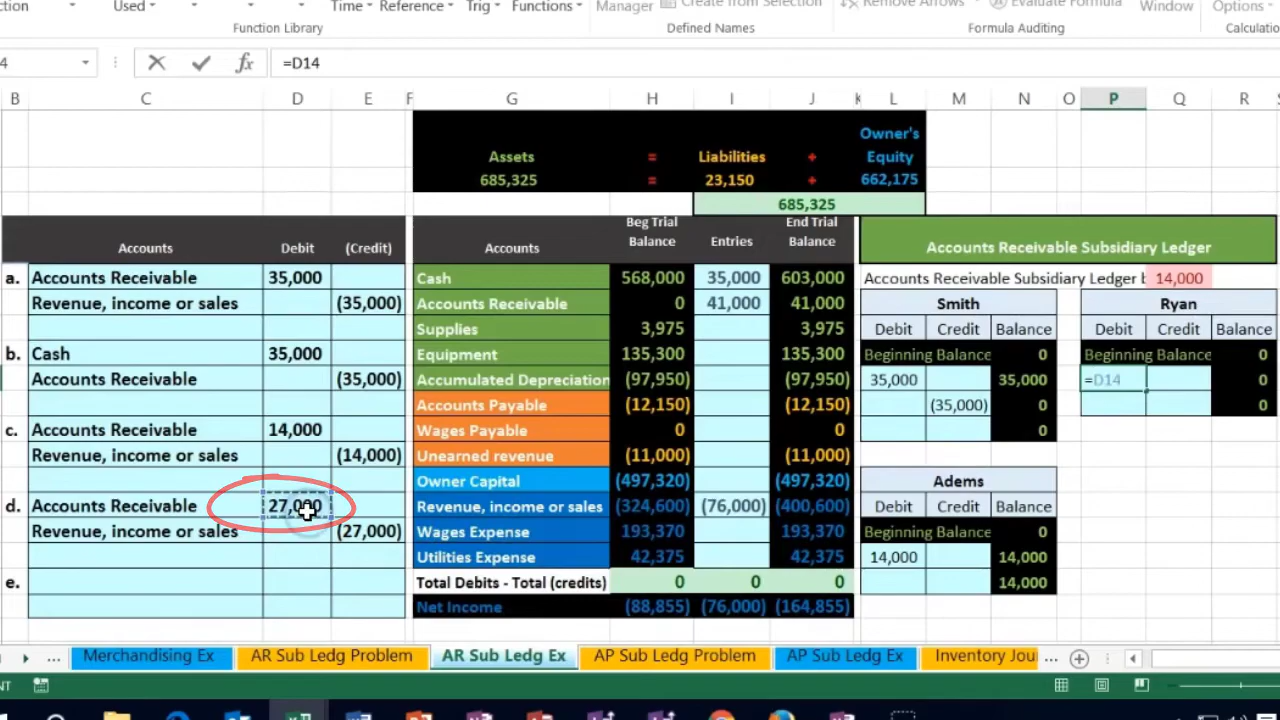 Used Time Reference Trig Functions Manager Create from Selection Remove Arrows Evaluate Formula Window Options
Function Library Defined Names Formula Auditing
=D14
B C D E F G H I J K L M N O P Q R
Owner's
Assets = Liabilities + Equity
685,325 = 23,150 + 662,175
685,325
Accounts Debit (Credit)
Accounts Beg Trial Balance Entries End Trial Balance
Accounts Receivable Subsidiary Ledger
a. Accounts Receivable 35,000
Cash 568,000 35,000 603,000
Accounts Receivable Subsidiary Ledger b 14,000
Revenue, income or sales (35,000)
Accounts Receivable 0 41,000 41,000
Smith Ryan
Supplies 3,975 3,975
Debit Credit Balance Debit Credit Balance
b. Cash 35,000
Equipment 135,300 135,300
Beginning Balance 0 Beginning Balance 0
Accounts Receivable (35,000)
Accumulated Depreciation (97,950) (97,950)
35,000 35,000 =D14 0
Accounts Payable (12,150) (12,150)
(35,000) 0 0
c. Accounts Receivable 14,000
Wages Payable 0 0
0
Revenue, income or sales (14,000)
Unearned revenue (11,000) (11,000)
Owner Capital (497,320) (497,320)
Adems
d. Accounts Receivable 27,000
Revenue, income or sales (324,600) (76,000) (400,600)
Debit Credit Balance
Revenue, income or sales (27,000)
Wages Expense 193,370 193,370
Beginning Balance 0
Utilities Expense 42,375 42,375
14,000 14,000
e.
Total Debits - Total (credits) 0 0 0
14,000
Net Income (88,855) (76,000) (164,855)
... Merchandising Ex AR Sub Ledg Problem AR Sub Ledg Ex AP Sub Ledg Problem AP Sub Ledg Ex Inventory Jou ...